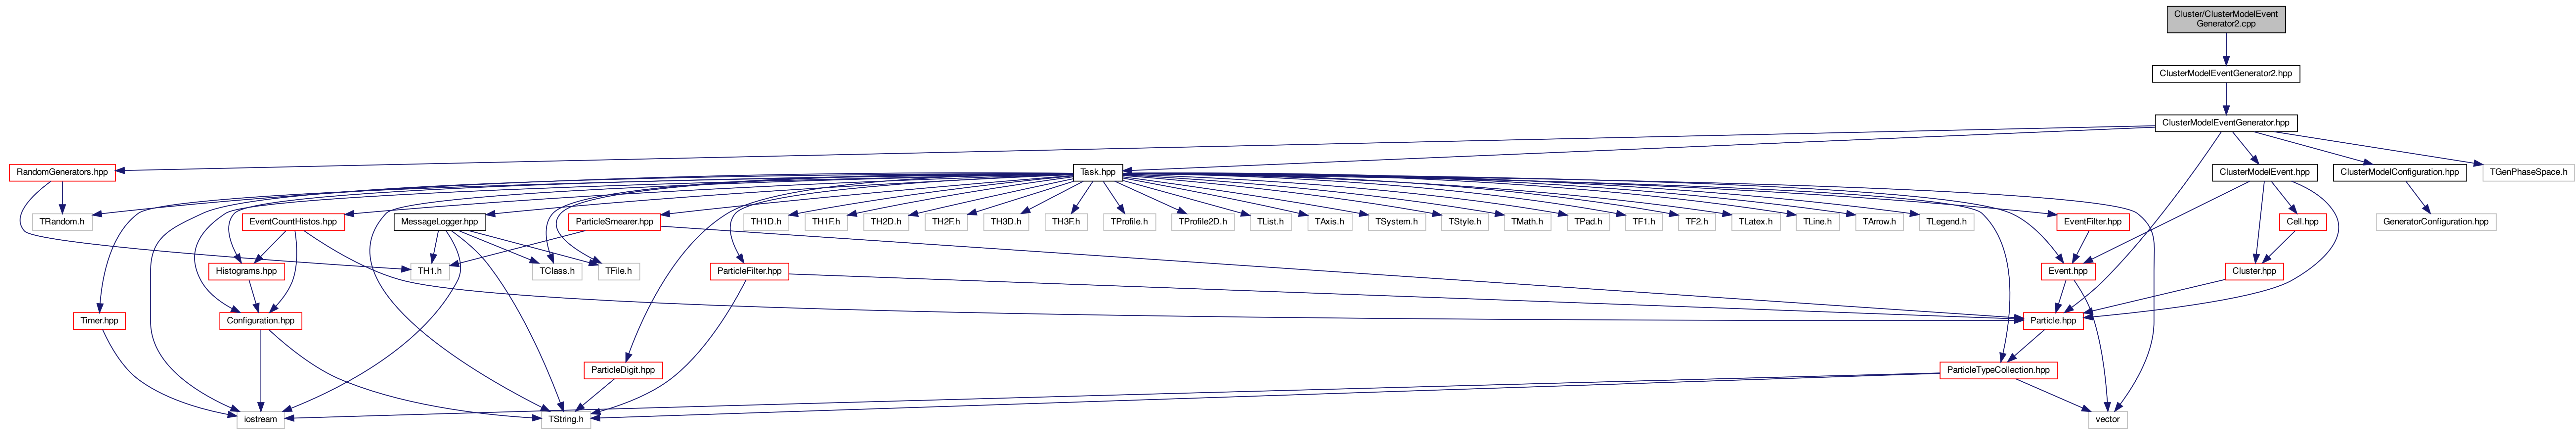 Cluster/ClusterModelEvent
Generator2.cpp
ClusterModelEventGenerator2.hpp
ClusterModelEventGenerator.hpp
RandomGenerators.hpp
Task.hpp
ClusterModelEvent.hpp
ClusterModelConfiguration.hpp
TGenPhaseSpace.h
TRandom.h
EventCountHistos.hpp
MessageLogger.hpp
ParticleSmearer.hpp
TH1D.h
TH1F.h
TH2D.h
TH2F.h
TH3D.h
TH3F.h
TProfile.h
TProfile2D.h
TList.h
TAxis.h
TSystem.h
TStyle.h
TMath.h
TPad.h
TF1.h
TF2.h
TLatex.h
TLine.h
TArrow.h
TLegend.h
EventFilter.hpp
Cell.hpp
GeneratorConfiguration.hpp
Histograms.hpp
TH1.h
TClass.h
TFile.h
ParticleFilter.hpp
Event.hpp
Cluster.hpp
Timer.hpp
Configuration.hpp
Particle.hpp
ParticleDigit.hpp
ParticleTypeCollection.hpp
iostream
TString.h
vector